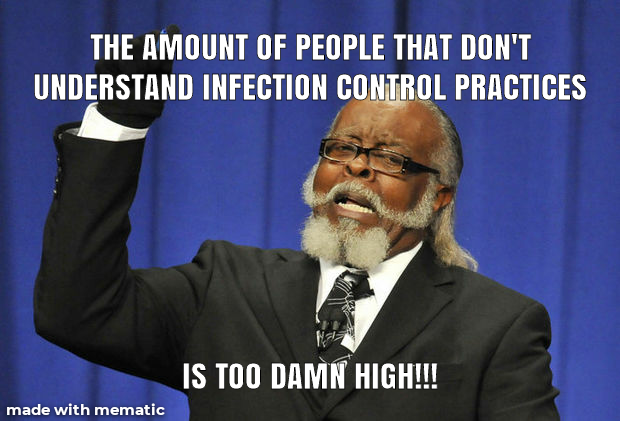 THE AMOUNT OF PEOPLE THAT DON'T
UNDERSTAND INFECTION CONTROL PRACTICES
IS TOO DAMN HIGH!!!
made with mematic